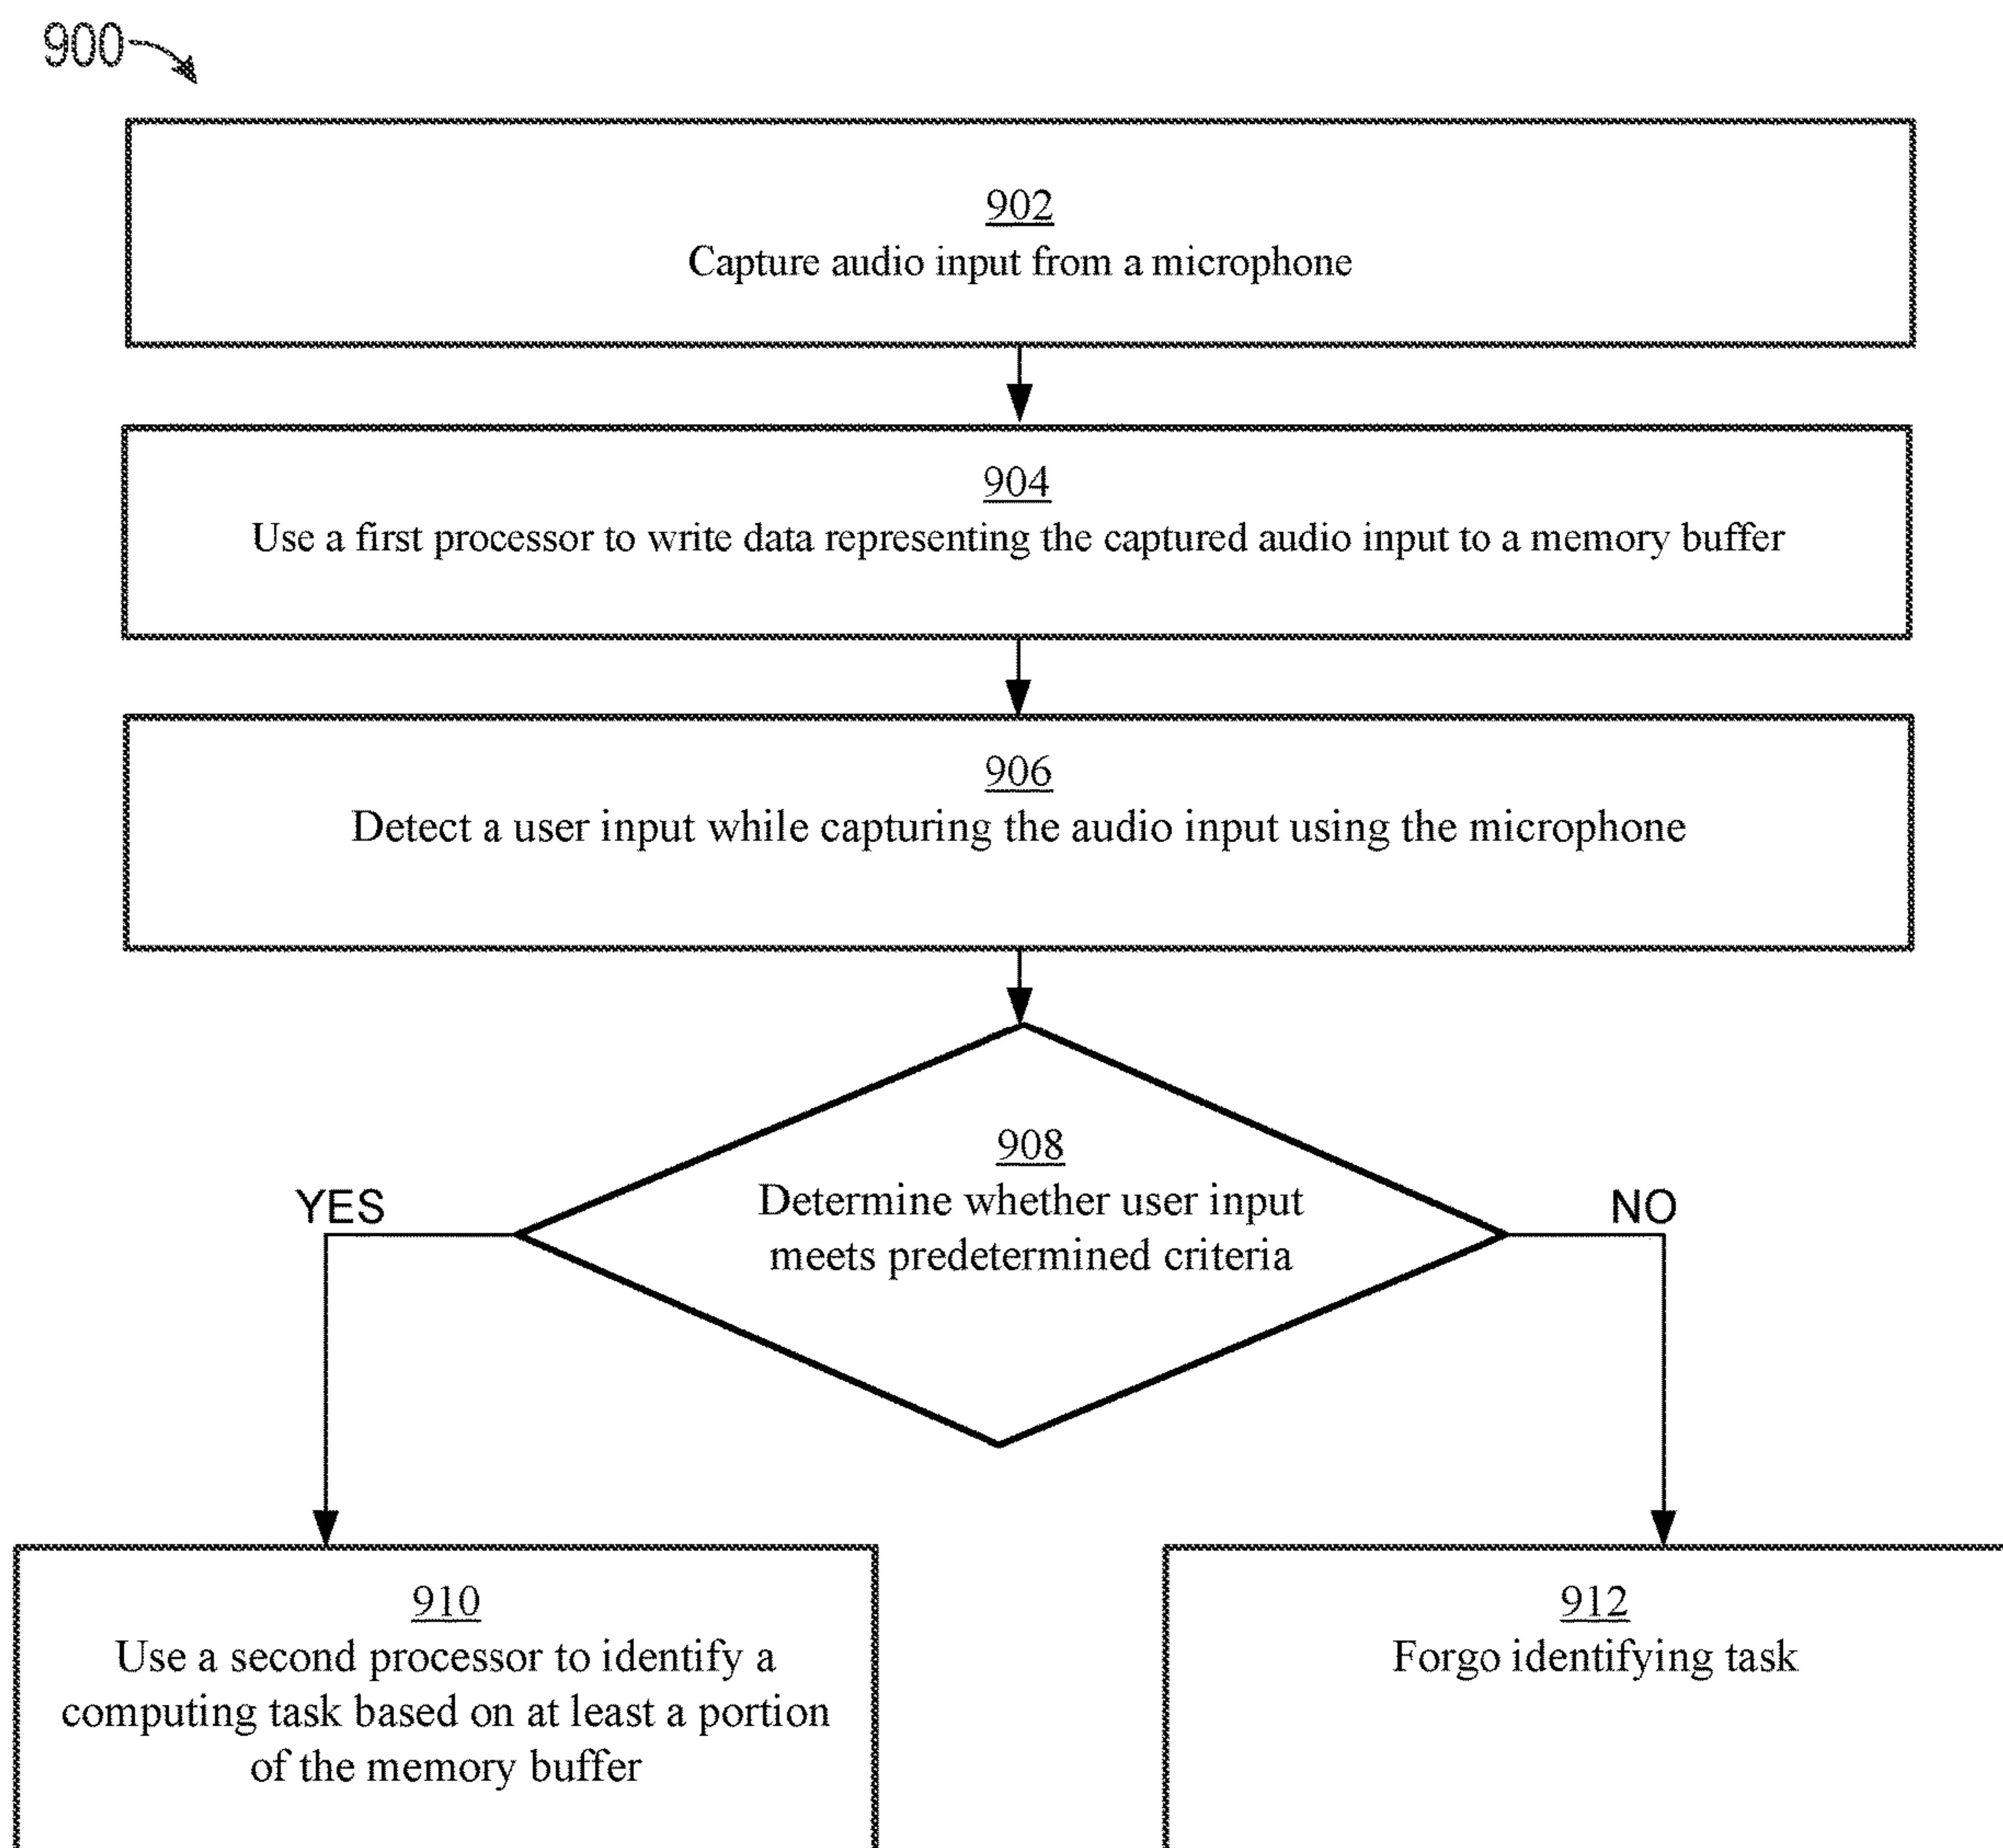 900
902
Capture audio input from a microphone
904
Use a first processor to write data representing the captured audio input to a memory buffer
906
Detect a user input while capturing the audio input using the microphone
908
Determine whether user input
meets predetermined criteria
YES
NO
910
Use a second processor to identify a
computing task based on at least a portion
of the memory buffer
912
Forgo identifying task